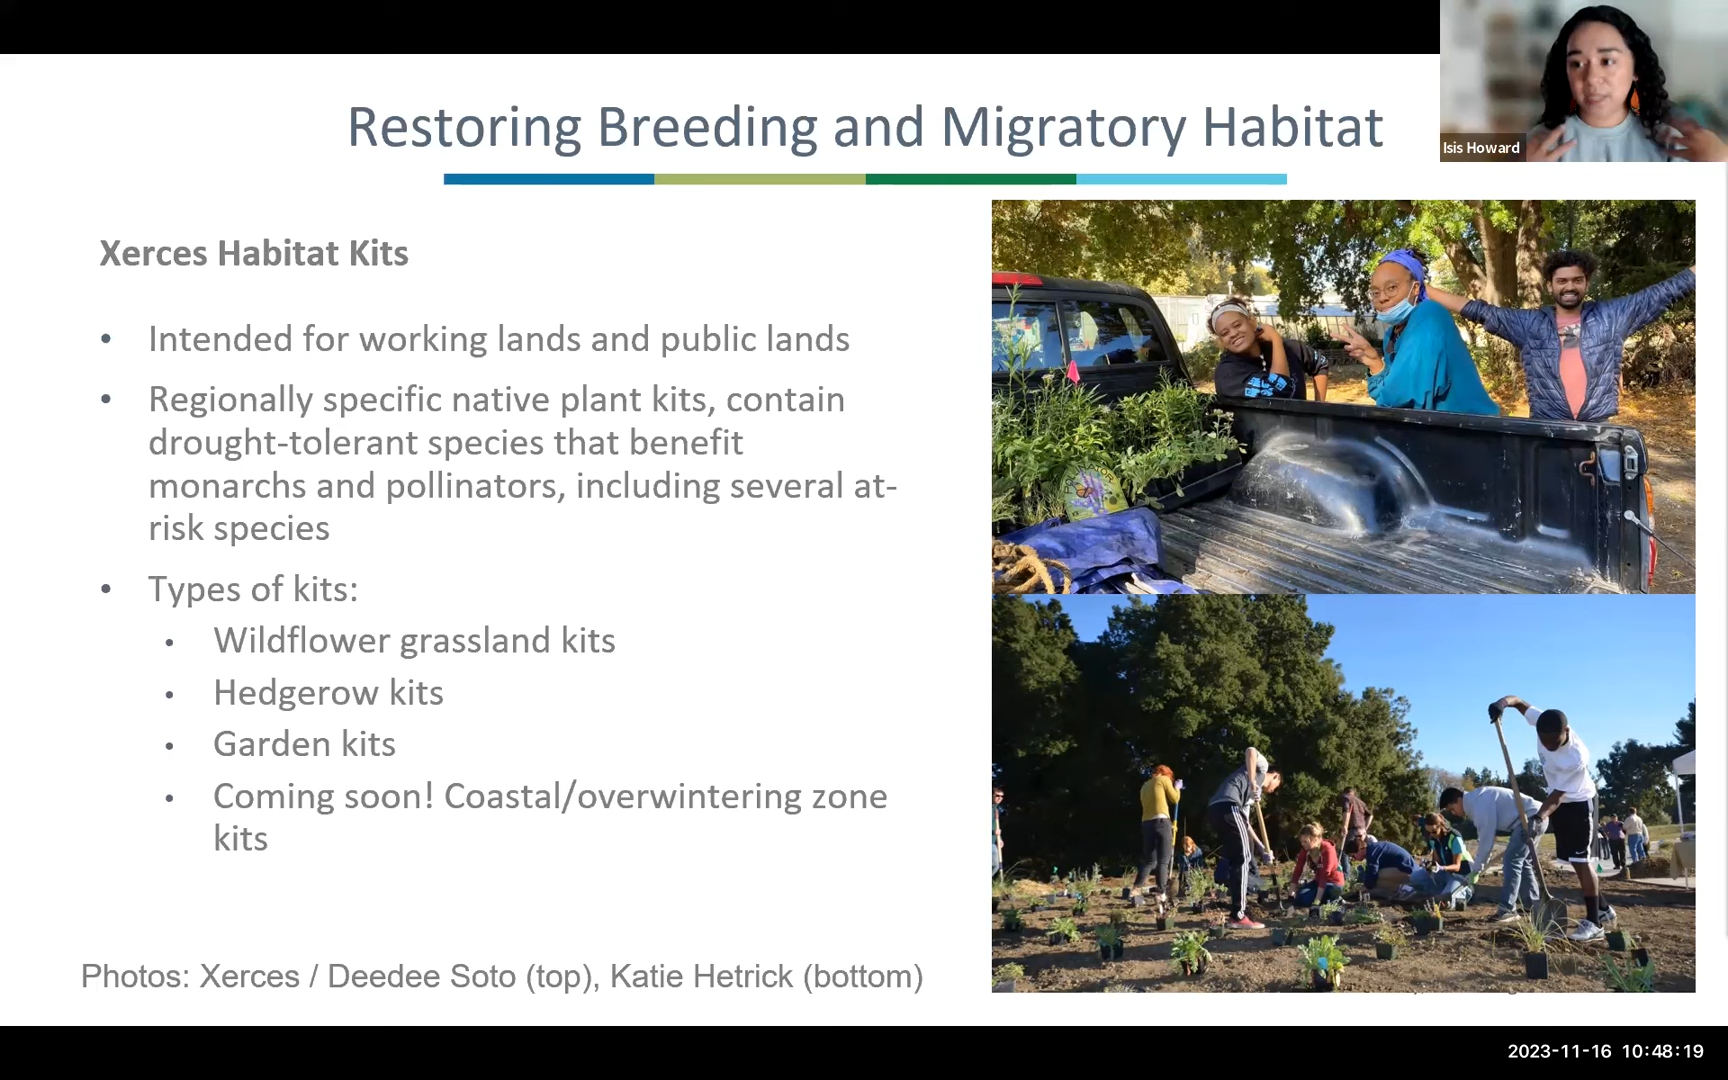 Restoring Breeding and Migratory Habitat
Isis Howard
Xerces Habitat Kits
• Intended for working lands and public lands
• Regionally specific native plant kits, contain
drought-tolerant species that benefit
monarchs and pollinators, including several at-
risk species
• Types of kits:
• Wildflower grassland kits
• Hedgerow kits
• Garden kits
• Coming soon! Coastal/overwintering zone
kits
Photos: Xerces / Deedee Soto (top), Katie Hetrick (bottom)
2023-11-16 10:48:19